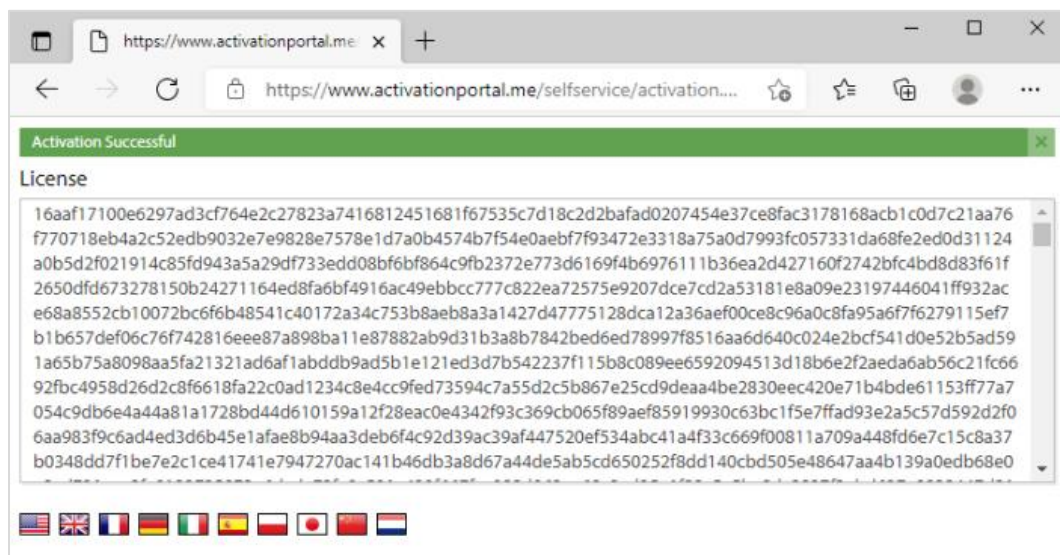 https://www.activationportal.me
https://www.activationportal.me/selfservice/activation....
Activation Successful
License
16aaf17100e6297ad3cf764e2c27823a7416812451681f67535c7d18c2d2bafad0207454e37ce8fac3178168acb1c0d7c21aa76
f770718eb4a2c52edb9032e7e9828e7578e1d7a0b4574b7f54e0aebf7f93472e3318a75a0d7993fc057331da68fe2ed0d31124
a0b5d2f021914c85fd943a5a29df733edd08bf6bf864c9fb2372e773d6169f4b6976111b36ea2d427160f2742bfc4bd8d83f61f
2650dfd673278150b24271164ed8fa6bf4916ac49ebbcc777c822ea72575e9207dce7cd2a53181e8a09e23197446041ff932ac
e68a8552cb10072bc6f6b48541c40172a34c753b8aeb8a3a1427d47775128dca12a36aef00ce8c96a0c8fa95a6f7f6279115ef7
b1b657def06c76f742816eee87a898ba11e87882ab9d31b3a8b7842bed6ed78997f8516aa6d640c024e2bcf541d0e52b5ad59
1a65b75a8098aa5fa21321ad6af1abddb9ad5b1e121ed3d7b542237f115b8c089ee6592094513d18b6e2f2aeda6ab56c21fc66
92fbc4958d26d2c8f6618fa22c0ad1234c8e4cc9fed73594c7a55d2c5b867e25cd9deaa4be2830eec420e71b4bde61153ff77a7
054c9db6e4a44a81a1728bd44d610159a12f28eac0e4342f93c369cb065f89aef85919930c63bc1f5e7ffad93e2a5c57d592d2f0
6aa983f9c6ad4ed3d6b45e1afae8b94aa3deb6f4c92d39ac39af447520ef534abc41a4f33c669f00811a709a448fd6e7c15c8a37
b0348dd7f1be7e2c1ce41741e7947270ac141b46db3a8d67a44de5ab5cd650252f8dd140cbd505e48647aa4b139a0edb68e0